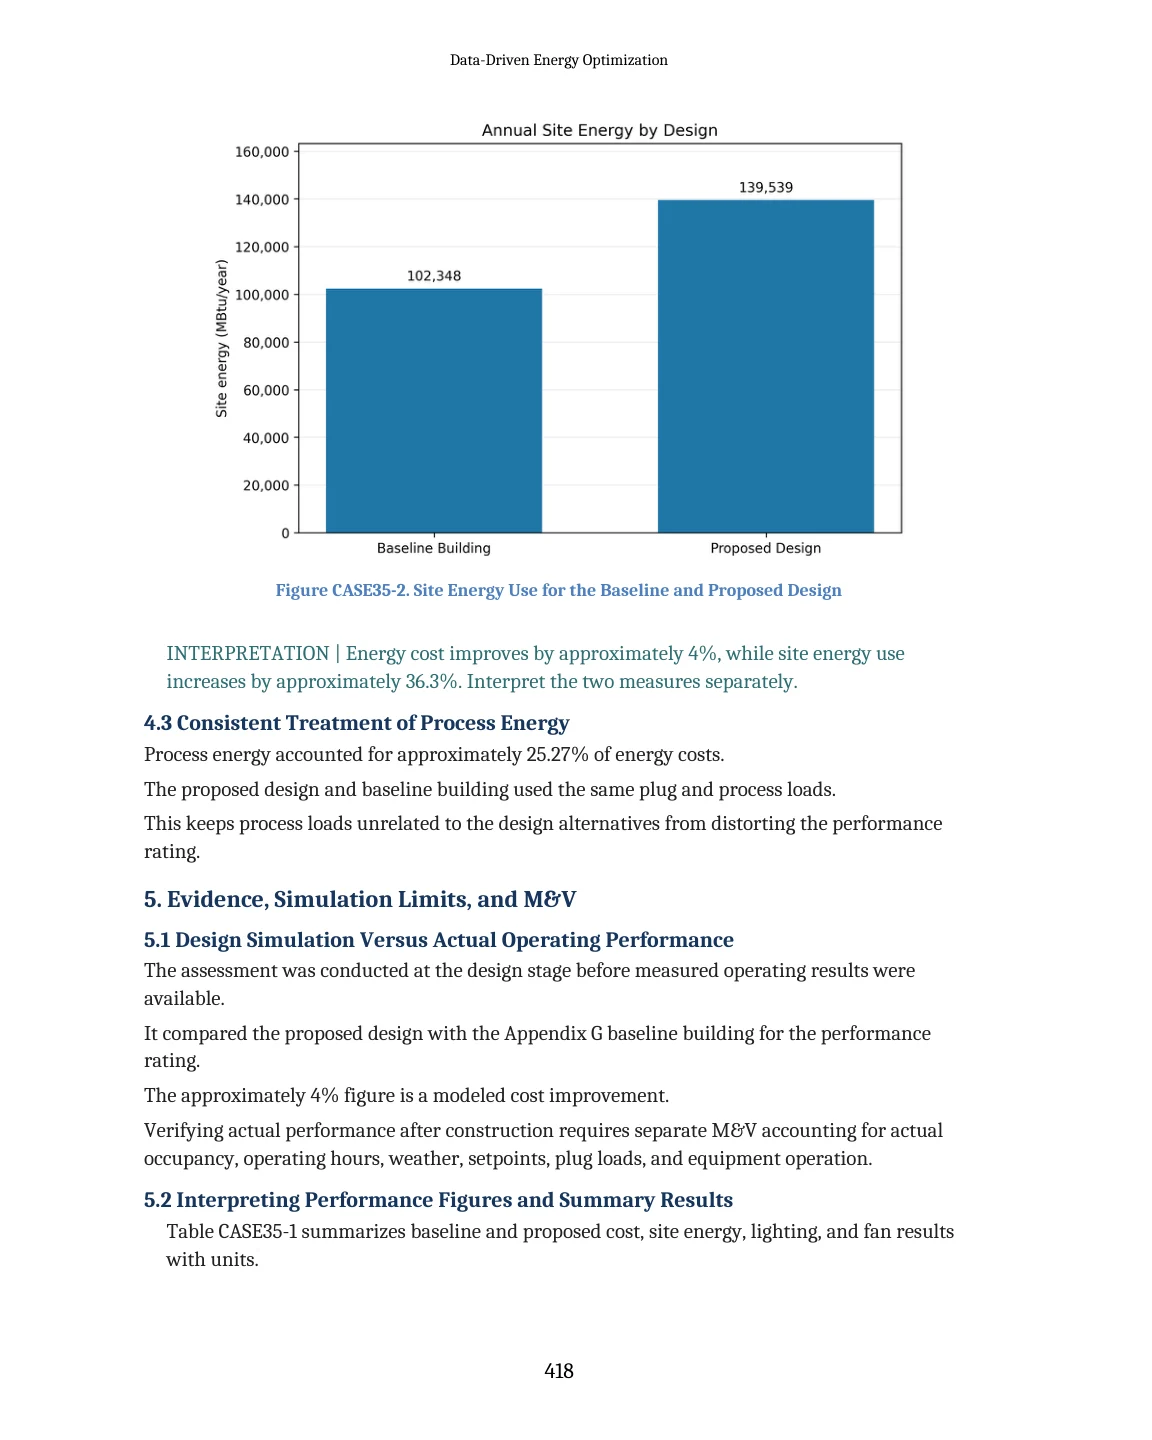 Data-Driven Energy Optimization
Annual Site Energy by Design
160,000
140,000
120,000
100,000
80,000
60,000
40,000
20,000
0
Site energy (MBtu/year)
102,348
139,539
Baseline Building
Proposed Design
Figure CASE35-2. Site Energy Use for the Baseline and Proposed Design
INTERPRETATION | Energy cost improves by approximately 4%, while site energy use
increases by approximately 36.3%. Interpret the two measures separately.
4.3 Consistent Treatment of Process Energy
Process energy accounted for approximately 25.27% of energy costs.
The proposed design and baseline building used the same plug and process loads.
This keeps process loads unrelated to the design alternatives from distorting the performance
rating.
5. Evidence, Simulation Limits, and M&V
5.1 Design Simulation Versus Actual Operating Performance
The assessment was conducted at the design stage before measured operating results were
available.
It compared the proposed design with the Appendix G baseline building for the performance
rating.
The approximately 4% figure is a modeled cost improvement.
Verifying actual performance after construction requires separate M&V accounting for actual
occupancy, operating hours, weather, setpoints, plug loads, and equipment operation.
5.2 Interpreting Performance Figures and Summary Results
Table CASE35-1 summarizes baseline and proposed cost, site energy, lighting, and fan results
with units.
418